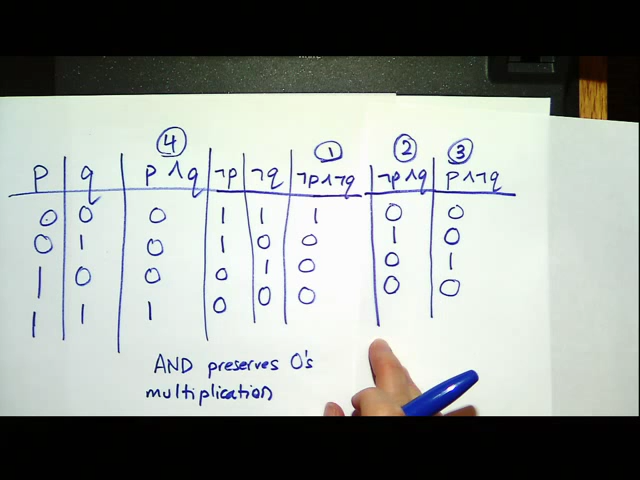 ④ ① ② ③
p q p ∧ q ¬p ¬q ¬p∧¬q ¬p∧q p∧¬q
0 0 0 1 1 1 0 0
0 1 0 1 0 0 1 0
1 0 0 0 1 0 0 1
1 1 1 0 0 0 0 0
AND preserves 0's
multiplication